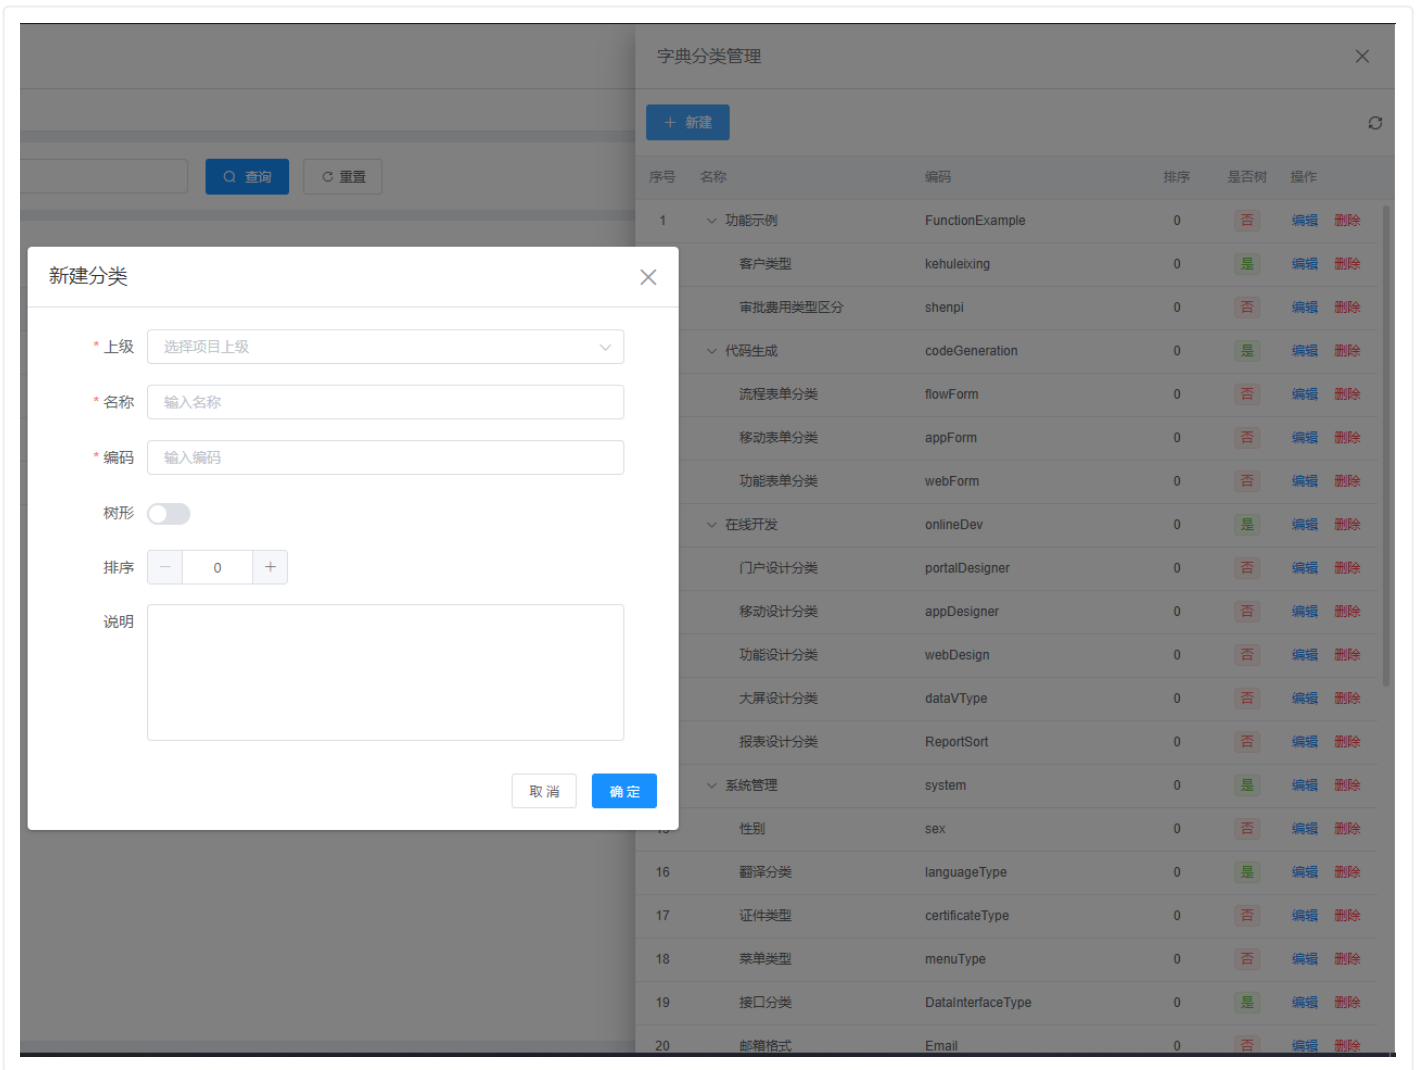 字典分类管理
新建
查询
重置
序号 名称 编码 排序 是否树 操作
1 功能示例 FunctionExample 0 否 编辑 删除
客户类型 kehuleixing 0 是 编辑 删除
审批费用类型区分 shenpi 0 否 编辑 删除
代码生成 codeGeneration 0 是 编辑 删除
流程表单分类 flowForm 0 否 编辑 删除
移动表单分类 appForm 0 否 编辑 删除
功能表单分类 webForm 0 否 编辑 删除
在线开发 onlineDev 0 是 编辑 删除
门户设计分类 portalDesigner 0 否 编辑 删除
移动设计分类 appDesigner 0 否 编辑 删除
功能设计分类 webDesign 0 否 编辑 删除
大屏设计分类 dataVType 0 否 编辑 删除
报表设计分类 ReportSort 0 否 编辑 删除
系统管理 system 0 是 编辑 删除
性别 sex 0 否 编辑 删除
16 翻译分类 languageType 0 是 编辑 删除
17 证件类型 certificateType 0 否 编辑 删除
18 菜单类型 menuType 0 否 编辑 删除
19 接口分类 DataInterfaceType 0 是 编辑 删除
20 邮箱格式 Email 0 否 编辑 删除
新建分类
* 上级 选择项目上级
* 名称 输入名称
* 编码 输入编码
树形
排序 0
说明
取消 确定